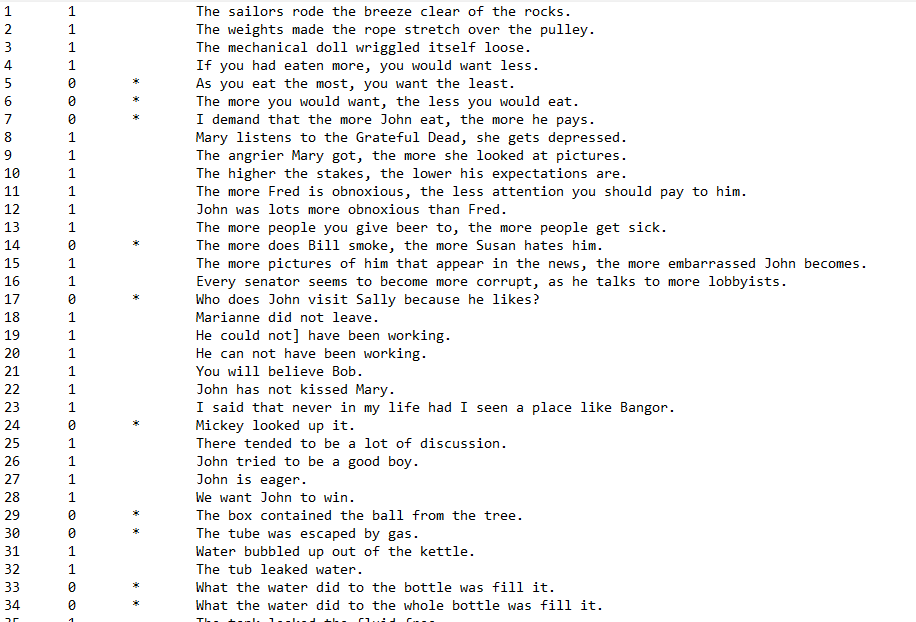 1 1 The sailors rode the breeze clear of the rocks.
2 1 The weights made the rope stretch over the pulley.
3 1 The mechanical doll wriggled itself loose.
4 1 If you had eaten more, you would want less.
5 0 * As you eat the most, you want the least.
6 0 * The more you would want, the less you would eat.
7 0 * I demand that the more John eat, the more he pays.
8 1 Mary listens to the Grateful Dead, she gets depressed.
9 1 The angrier Mary got, the more she looked at pictures.
10 1 The higher the stakes, the lower his expectations are.
11 1 The more Fred is obnoxious, the less attention you should pay to him.
12 1 John was lots more obnoxious than Fred.
13 1 The more people you give beer to, the more people get sick.
14 0 * The more does Bill smoke, the more Susan hates him.
15 1 The more pictures of him that appear in the news, the more embarrassed John becomes.
16 1 Every senator seems to become more corrupt, as he talks to more lobbyists.
17 0 * Who does John visit Sally because he likes?
18 1 Marianne did not leave.
19 1 He could not] have been working.
20 1 He can not have been working.
21 1 You will believe Bob.
22 1 John has not kissed Mary.
23 1 I said that never in my life had I seen a place like Bangor.
24 0 * Mickey looked up it.
25 1 There tended to be a lot of discussion.
26 1 John tried to be a good boy.
27 1 John is eager.
28 1 We want John to win.
29 0 * The box contained the ball from the tree.
30 0 * The tube was escaped by gas.
31 1 Water bubbled up out of the kettle.
32 1 The tub leaked water.
33 0 * What the water did to the bottle was fill it.
34 0 * What the water did to the whole bottle was fill it.